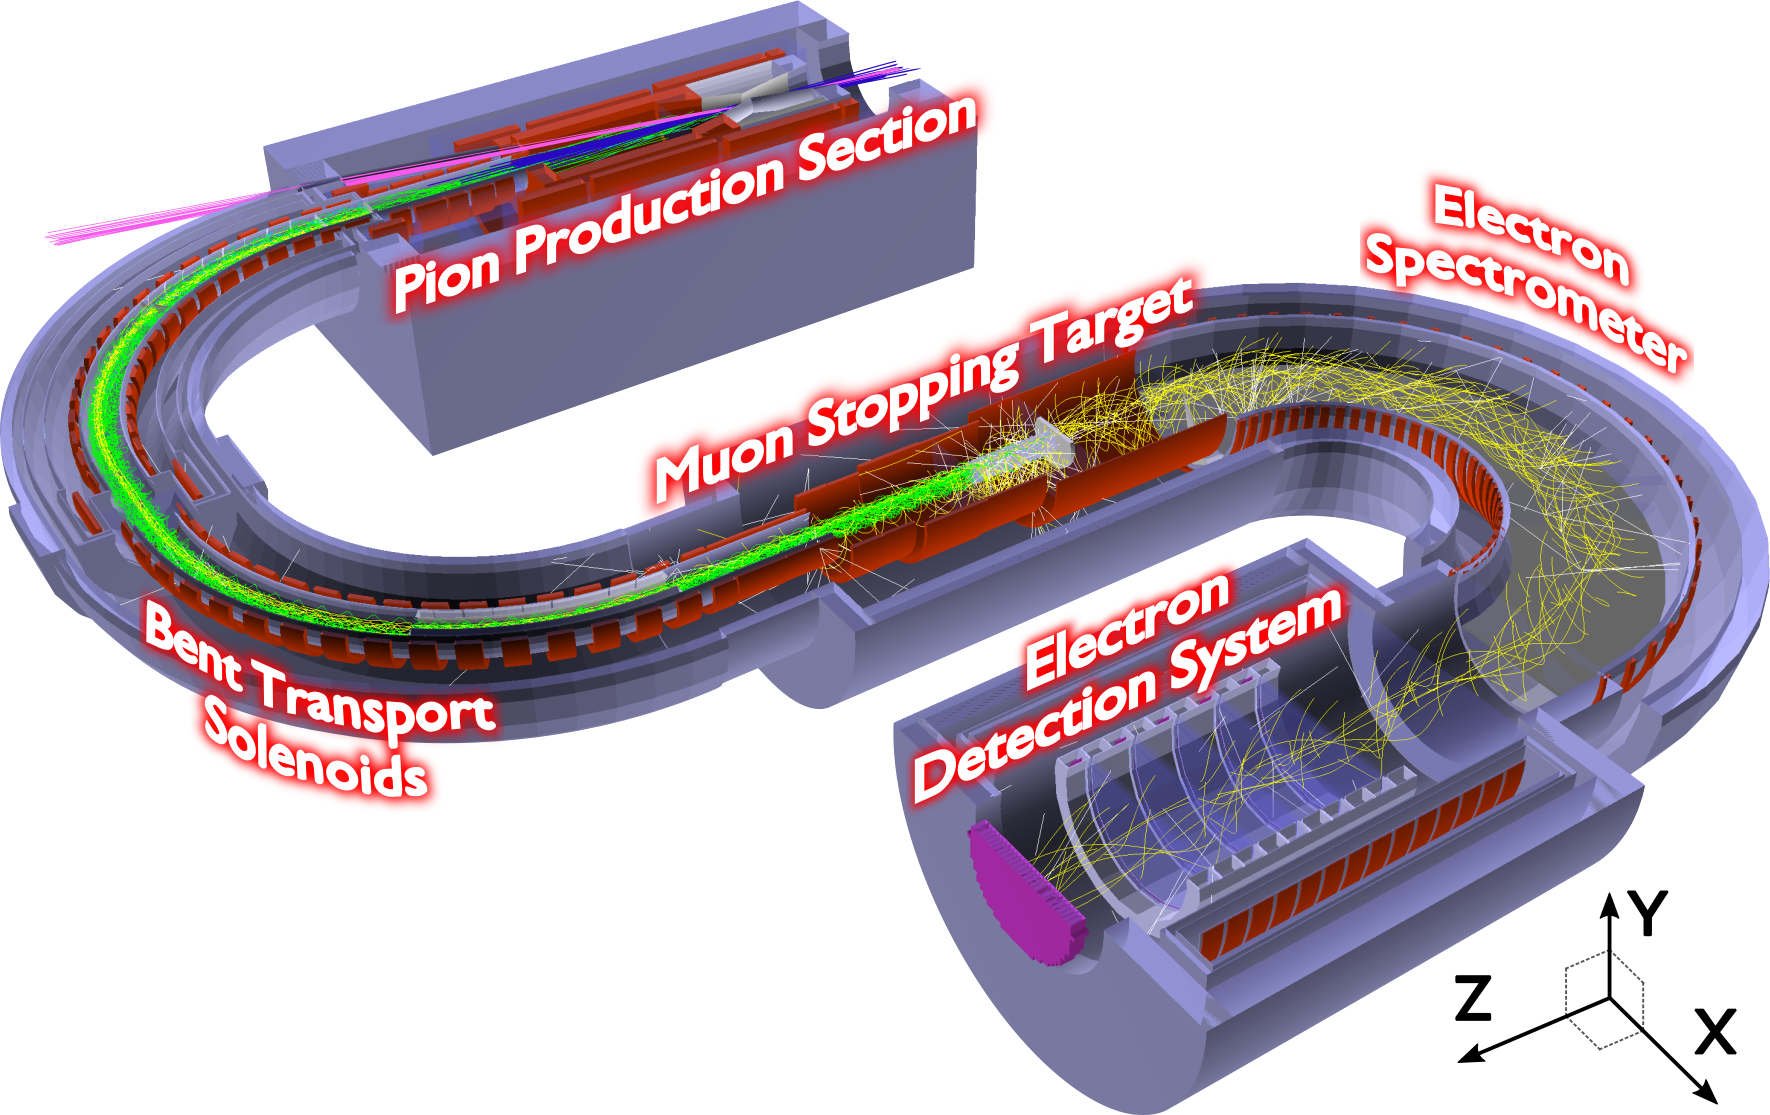 Pion Production Section
Electron
Spectrometer
Muon Stopping Target
Bent Transport
Solenoids
Electron
Detection System
Y
Z
X